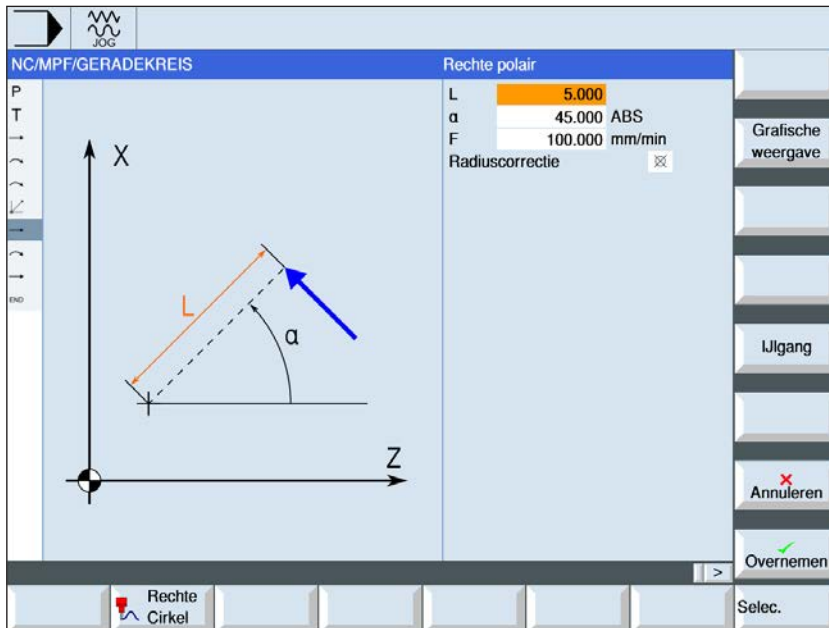 JOG
NC/MPF/GERADEKREIS
Rechte polair
P
T
END
X
L
α
Z
L 5.000
α 45.000 ABS
F 100.000 mm/min
Radiuscorrectie
Grafische
weergave
IJlgang
Annuleren
Overnemen
>
Rechte
Cirkel
Selec.